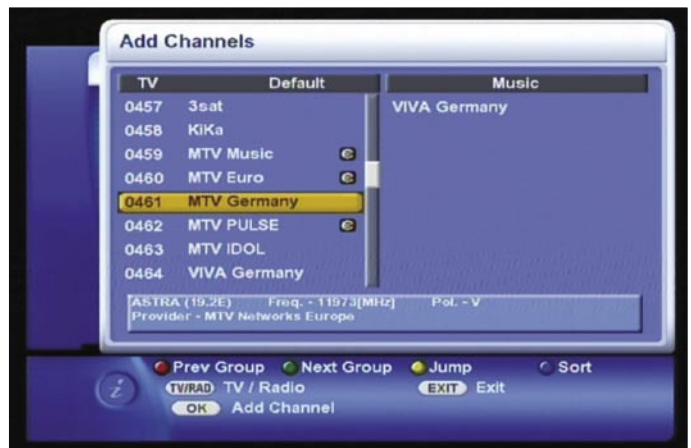 Add Channels
TV Default Music
0457 3sat VIVA Germany
0458 KiKa
0459 MTV Music
0460 MTV Euro
0461 MTV Germany
0462 MTV PULSE
0463 MTV IDOL
0464 VIVA Germany
ASTRA (19.2E) Freq. - 11973[MHz] Pol. - V
Provider - MTV Networks Europe
Prev Group Next Group Jump Sort
i TV/RAD TV / Radio EXIT Exit
OK Add Channel